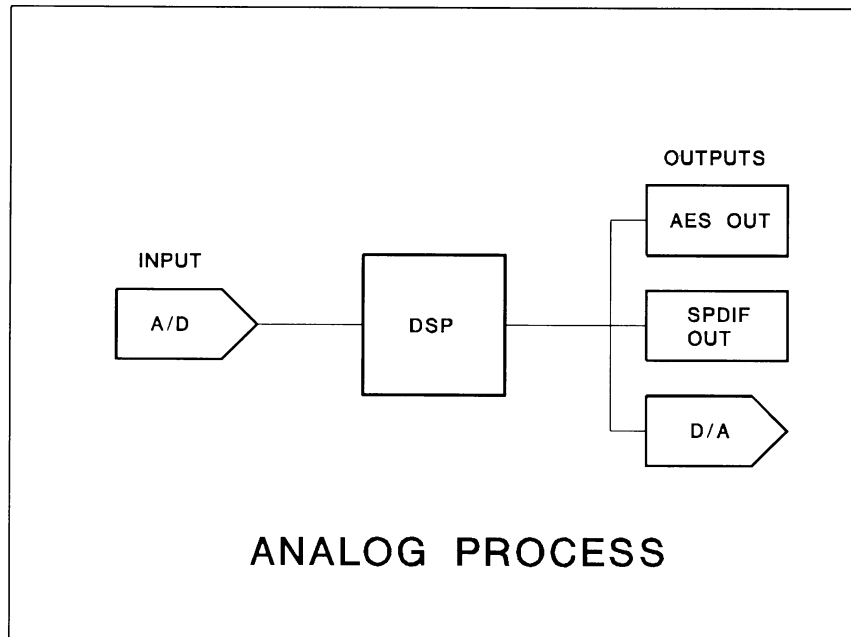 INPUT
A/D
DSP
OUTPUTS
AES OUT
SPDIF
OUT
D/A
ANALOG PROCESS